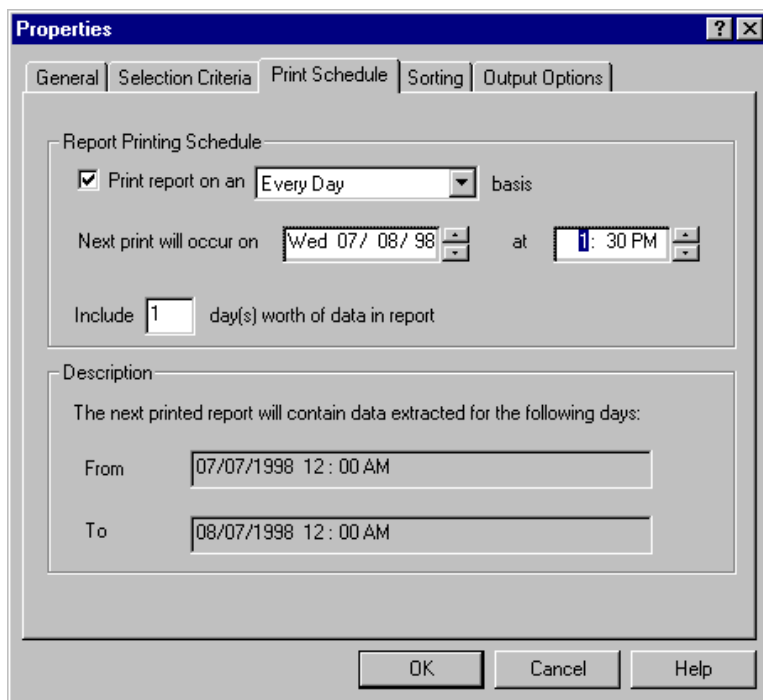 Properties
General Selection Criteria Print Schedule Sorting Output Options
Report Printing Schedule
Print report on an Every Day basis
Next print will occur on Wed 07/ 08/ 98 at 1: 30 PM
Include 1 day(s) worth of data in report
Description
The next printed report will contain data extracted for the following days:
From 07/07/1998 12 : 00 AM
To 08/07/1998 12 : 00 AM
OK Cancel Help